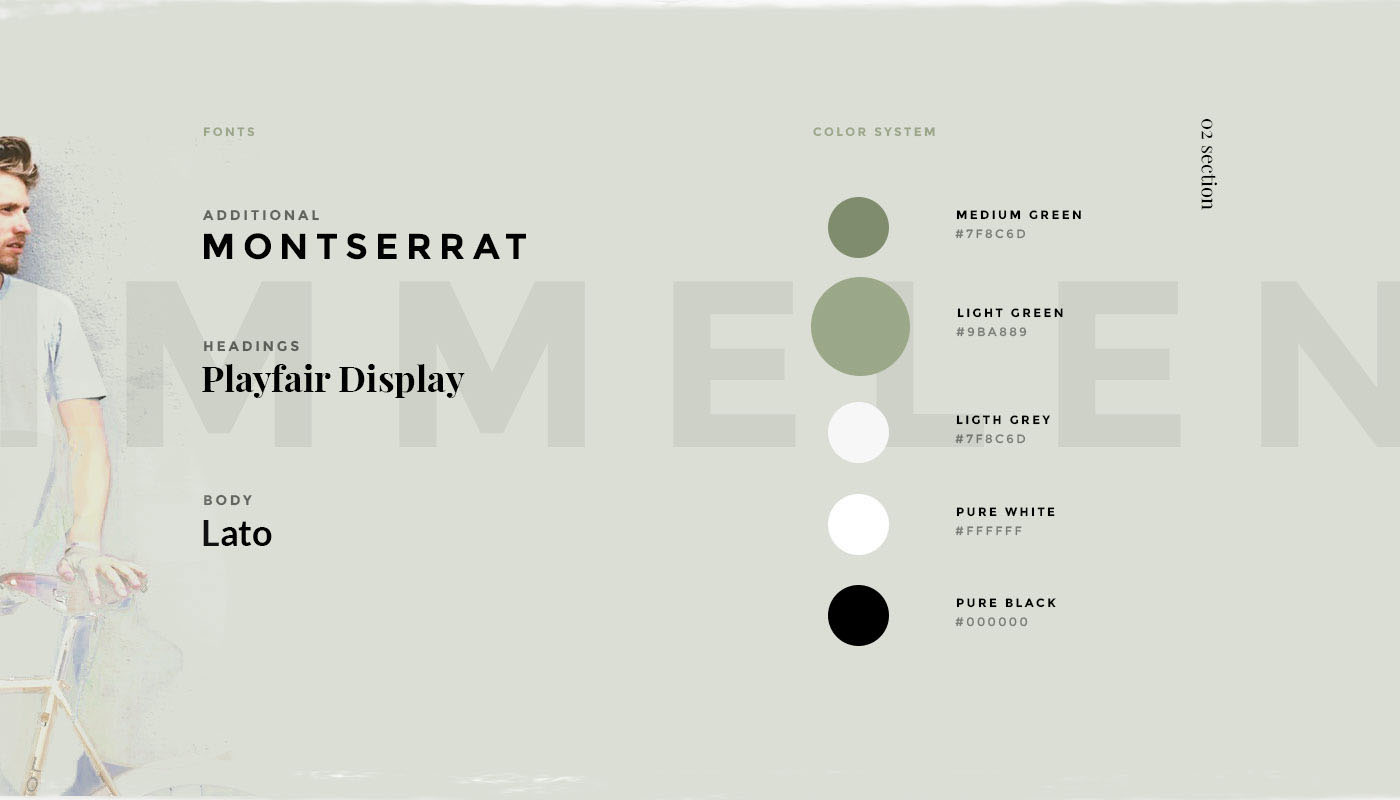 FONTS
ADDITIONAL
MONTSERRAT
HEADINGS
Playfair Display
BODY
Lato
COLOR SYSTEM
MEDIUM GREEN
#7F8C6D
LIGHT GREEN
#9BA889
LIGTH GREY
#7F8C6D
PURE WHITE
#FFFFFF
PURE BLACK
#000000
02 section
MMELEN